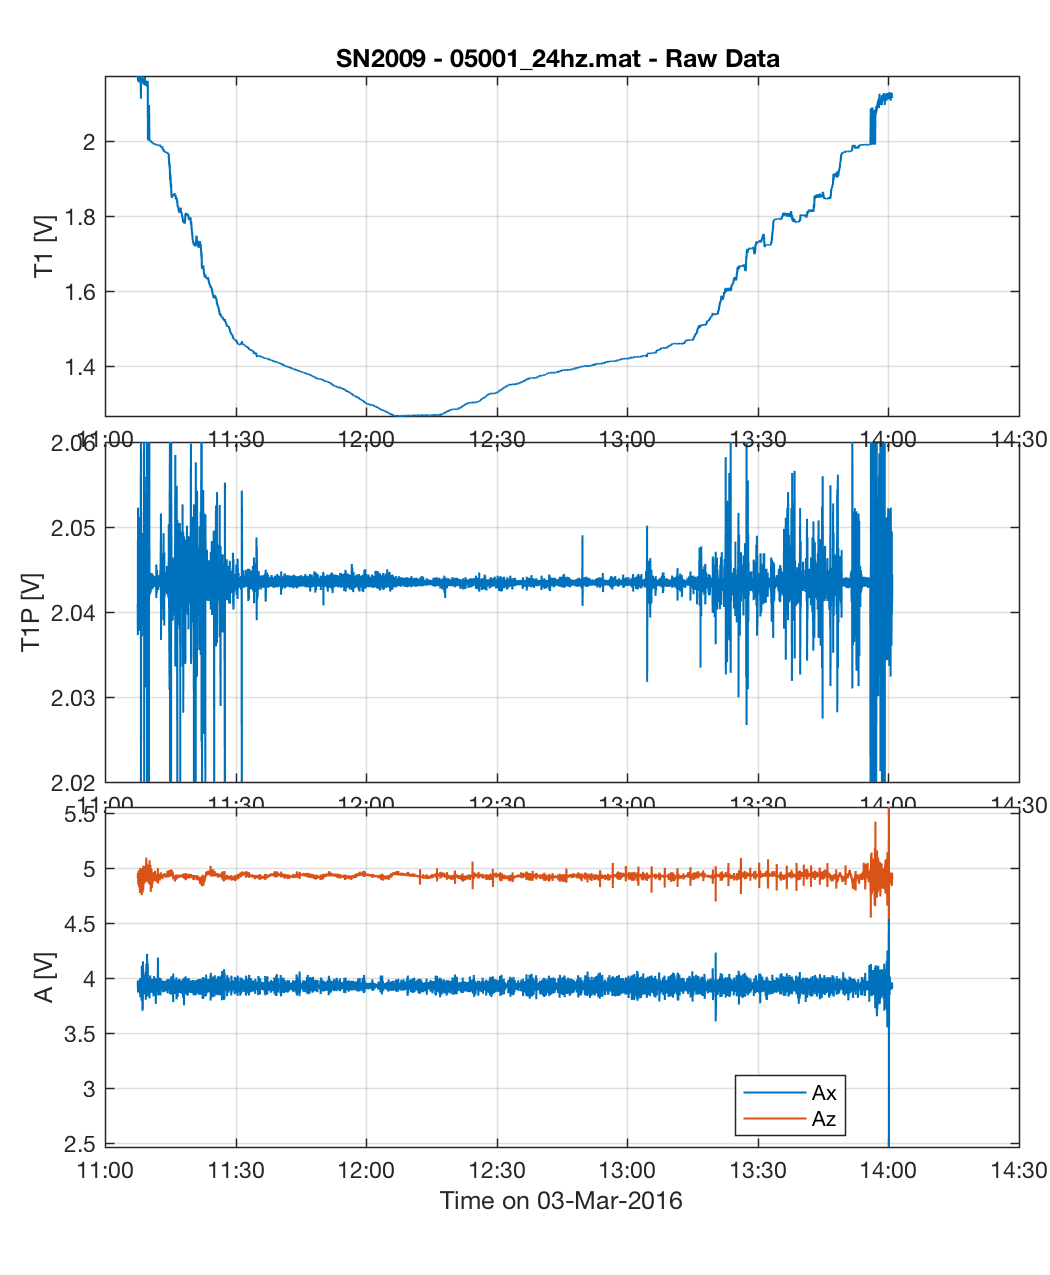 SN2009 - 05001_24hz.mat - Raw Data
T1 [V]
2
1.8
1.6
1.4
11:00 11:30 12:00 12:30 13:00 13:30 14:00 14:30
T1P [V]
2.06
2.05
2.04
2.03
2.02
11:00 11:30 12:00 12:30 13:00 13:30 14:00 14:30
A [V]
5.5
5
4.5
4
3.5
3
2.5
Ax
Az
11:00 11:30 12:00 12:30 13:00 13:30 14:00 14:30
Time on 03-Mar-2016